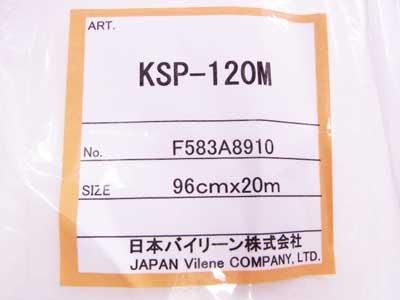 ART.
KSP-120M
No. F583A8910
SIZE 96cmx20m
日本バイリーン株式会社
JAPAN Vilene COMPANY, LTD.